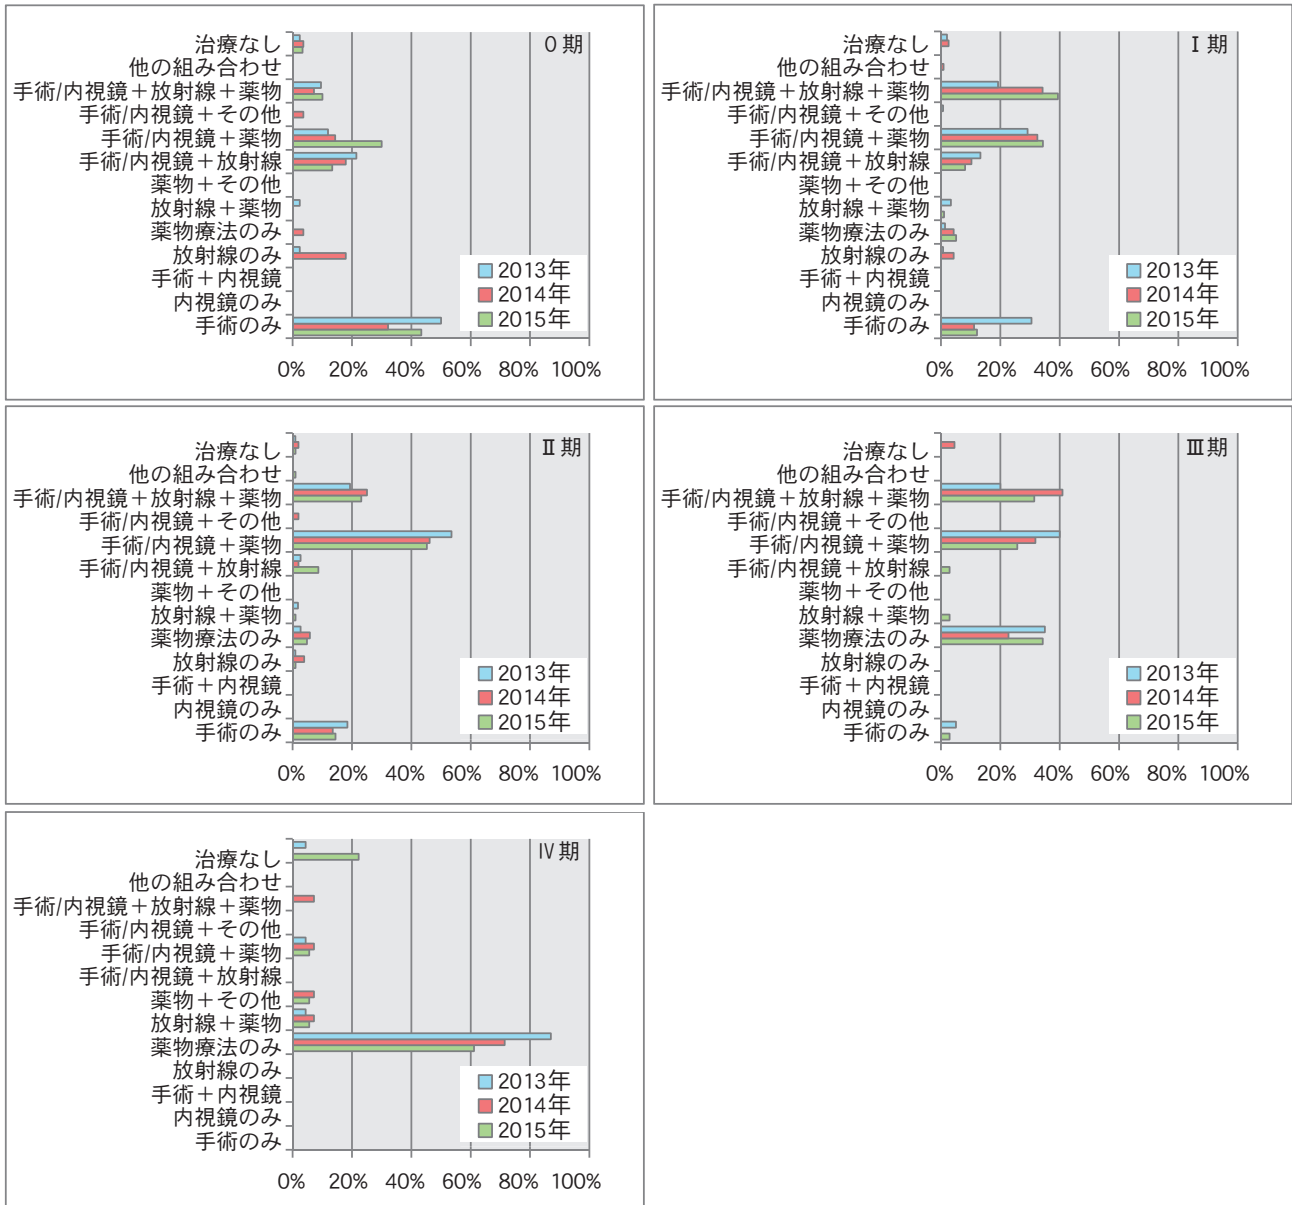 0期
治療なし
他の組み合わせ
手術/内視鏡＋放射線＋薬物
手術/内視鏡＋その他
手術/内視鏡＋薬物
手術/内視鏡＋放射線
薬物＋その他
放射線＋薬物
薬物療法のみ
放射線のみ
手術＋内視鏡
内視鏡のみ
手術のみ
2013年
2014年
2015年
0% 20% 40% 60% 80% 100%
Ⅰ期
治療なし
他の組み合わせ
手術/内視鏡＋放射線＋薬物
手術/内視鏡＋その他
手術/内視鏡＋薬物
手術/内視鏡＋放射線
薬物＋その他
放射線＋薬物
薬物療法のみ
放射線のみ
手術＋内視鏡
内視鏡のみ
手術のみ
2013年
2014年
2015年
0% 20% 40% 60% 80% 100%
Ⅱ期
治療なし
他の組み合わせ
手術/内視鏡＋放射線＋薬物
手術/内視鏡＋その他
手術/内視鏡＋薬物
手術/内視鏡＋放射線
薬物＋その他
放射線＋薬物
薬物療法のみ
放射線のみ
手術＋内視鏡
内視鏡のみ
手術のみ
2013年
2014年
2015年
0% 20% 40% 60% 80% 100%
Ⅲ期
治療なし
他の組み合わせ
手術/内視鏡＋放射線＋薬物
手術/内視鏡＋その他
手術/内視鏡＋薬物
手術/内視鏡＋放射線
薬物＋その他
放射線＋薬物
薬物療法のみ
放射線のみ
手術＋内視鏡
内視鏡のみ
手術のみ
2013年
2014年
2015年
0% 20% 40% 60% 80% 100%
Ⅳ期
治療なし
他の組み合わせ
手術/内視鏡＋放射線＋薬物
手術/内視鏡＋その他
手術/内視鏡＋薬物
手術/内視鏡＋放射線
薬物＋その他
放射線＋薬物
薬物療法のみ
放射線のみ
手術＋内視鏡
内視鏡のみ
手術のみ
2013年
2014年
2015年
0% 20% 40% 60% 80% 100%